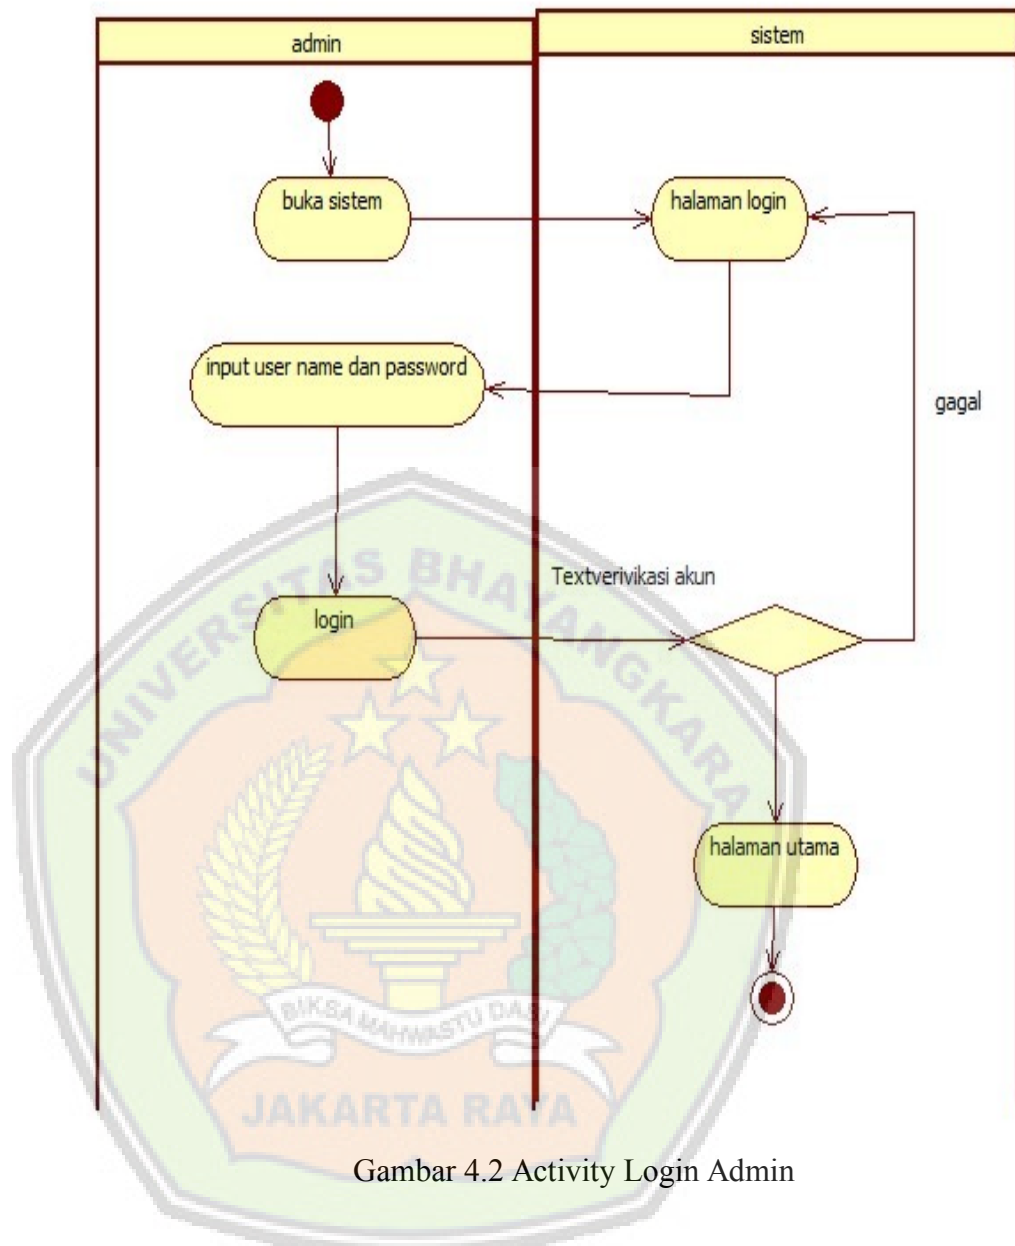 admin
sistem
buka sistem
halaman login
input user name dan password
gagal
Textverivikasi akun
login
halaman utama
UNIVERSITAS BHAYANGKARA
BIKSA MAHWASTU DASI
JAKARTA RAYA
Gambar 4.2 Activity Login Admin